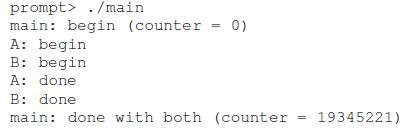 prompt> ./main
main: begin (counter = 0)
A: begin
B: begin
A: done
B: done
main: done with both (counter = 19345221)